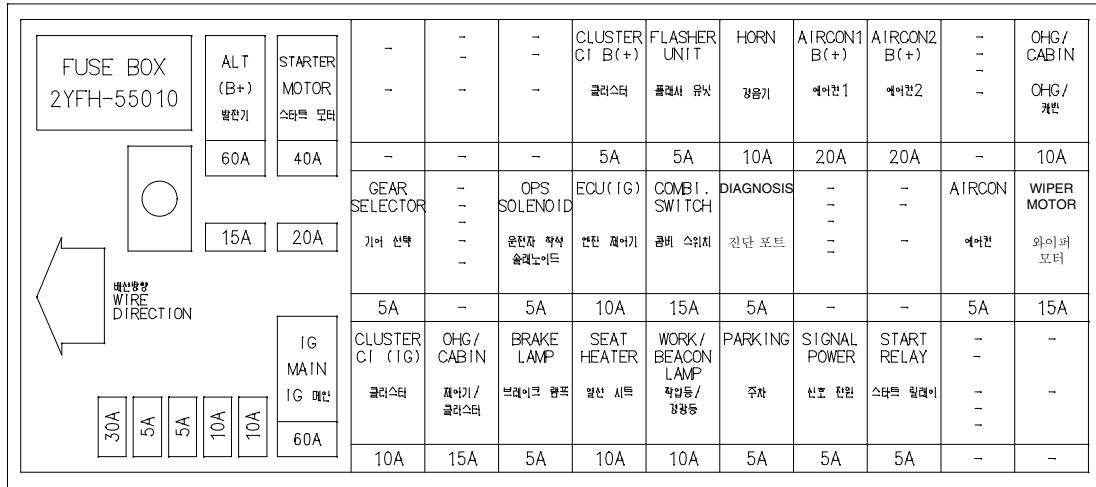 FUSE BOX
2YFH-55010
ALT
(B+)
발전기
60A
STARTER
MOTOR
스타트 모터
40A
15A
20A
배선방향
WIRE
DIRECTION
IG
MAIN
IG 메인
60A
30A
5A
5A
10A
10A
-
-
-
-
-
-
-
-
-
-
-
-
CLUSTER
CI B(+)
클러스터
5A
FLASHER
UNIT
플래셔 유닛
5A
HORN
경음기
10A
AIRCON1
B(+)
에어컨1
20A
AIRCON2
B(+)
에어컨2
20A
-
-
-
-
-
OHG/
CABIN
OHG/
캐빈
10A
GEAR
SELECTOR
기어 선택
5A
-
-
-
-
-
-
OPS
SOLENOID
운전자 착석
솔레노이드
5A
ECU(IG)
엔진 제어기
10A
COMBI.
SWITCH
콤비 스위치
15A
DIAGNOSIS
진단 포트
5A
-
-
-
-
-
-
-
-
-
AIRCON
에어컨
5A
WIPER
MOTOR
와이퍼
모터
15A
CLUSTER
CI (IG)
클러스터
10A
OHG/
CABIN
제어기/
클러스터
15A
BRAKE
LAMP
브레이크 램프
5A
SEAT
HEATER
열선 시트
10A
WORK/
BEACON
LAMP
작업등/
경광등
10A
PARKING
주차
5A
SIGNAL
POWER
신호 전원
5A
START
RELAY
스타트 릴레이
5A
-
-
-
-
-
-
-
-
-